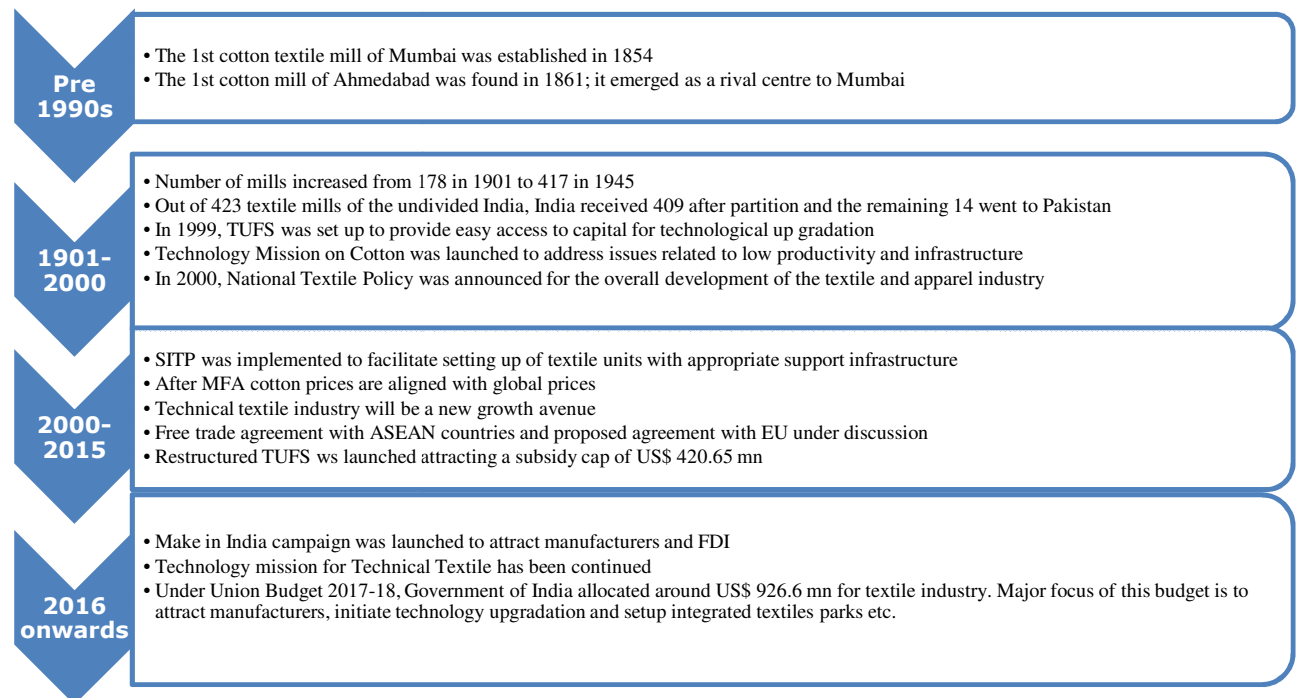 Pre
1990s
• The 1st cotton textile mill of Mumbai was established in 1854
• The 1st cotton mill of Ahmedabad was found in 1861; it emerged as a rival centre to Mumbai
1901-
2000
• Number of mills increased from 178 in 1901 to 417 in 1945
• Out of 423 textile mills of the undivided India, India received 409 after partition and the remaining 14 went to Pakistan
• In 1999, TUFS was set up to provide easy access to capital for technological up gradation
• Technology Mission on Cotton was launched to address issues related to low productivity and infrastructure
• In 2000, National Textile Policy was announced for the overall development of the textile and apparel industry
2000-
2015
• SITP was implemented to facilitate setting up of textile units with appropriate support infrastructure
• After MFA cotton prices are aligned with global prices
• Technical textile industry will be a new growth avenue
• Free trade agreement with ASEAN countries and proposed agreement with EU under discussion
• Restructured TUFS ws launched attracting a subsidy cap of US$ 420.65 mn
2016
onwards
• Make in India campaign was launched to attract manufacturers and FDI
• Technology mission for Technical Textile has been continued
• Under Union Budget 2017-18, Government of India allocated around US$ 926.6 mn for textile industry. Major focus of this budget is to
attract manufacturers, initiate technology upgradation and setup integrated textiles parks etc.